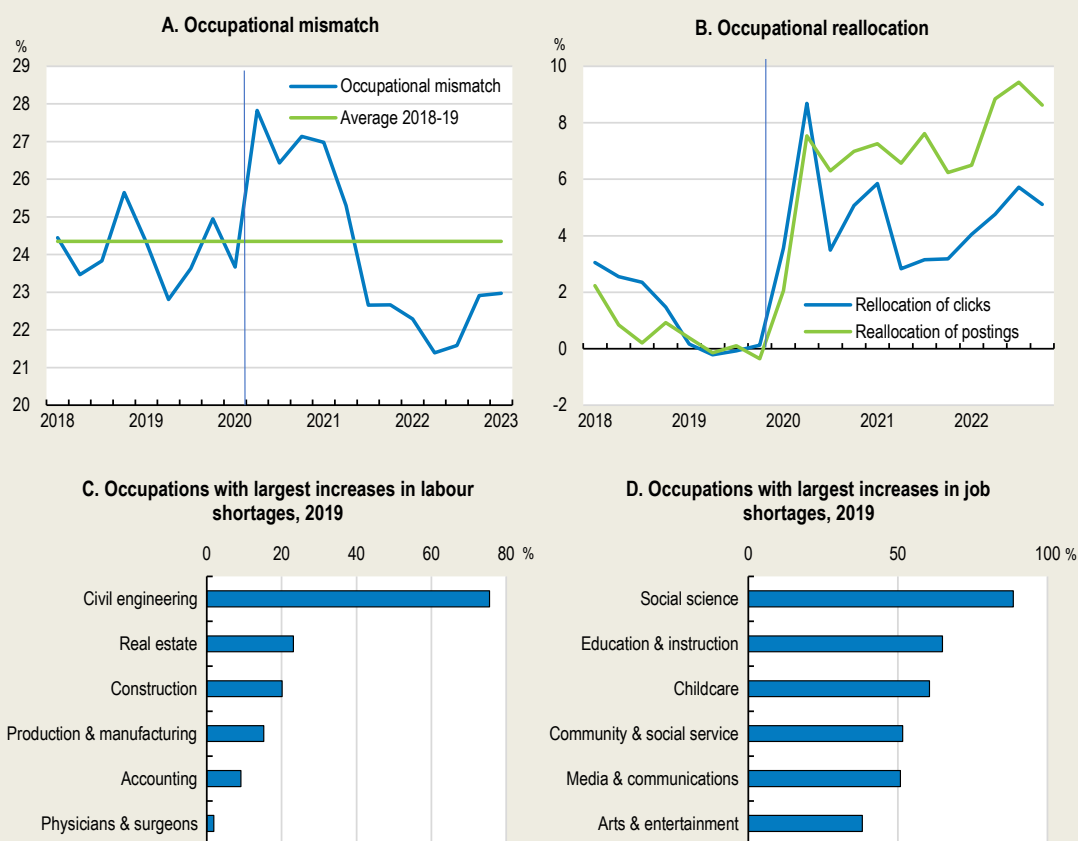 A. Occupational mismatch
%
29
28
27
26
25
24
23
22
21
20
Occupational mismatch
Average 2018-19
2018 2019 2020 2021 2022 2023
B. Occupational reallocation
%
10
8
6
4
2
0
-2
Rellocation of clicks
Reallocation of postings
2018 2019 2020 2021 2022
C. Occupations with largest increases in labour
shortages, 2019
0 20 40 60 80 %
Civil engineering
Real estate
Construction
Production & manufacturing
Accounting
Physicians & surgeons
D. Occupations with largest increases in job
shortages, 2019
0 50 100 %
Social science
Education & instruction
Childcare
Community & social service
Media & communications
Arts & entertainment